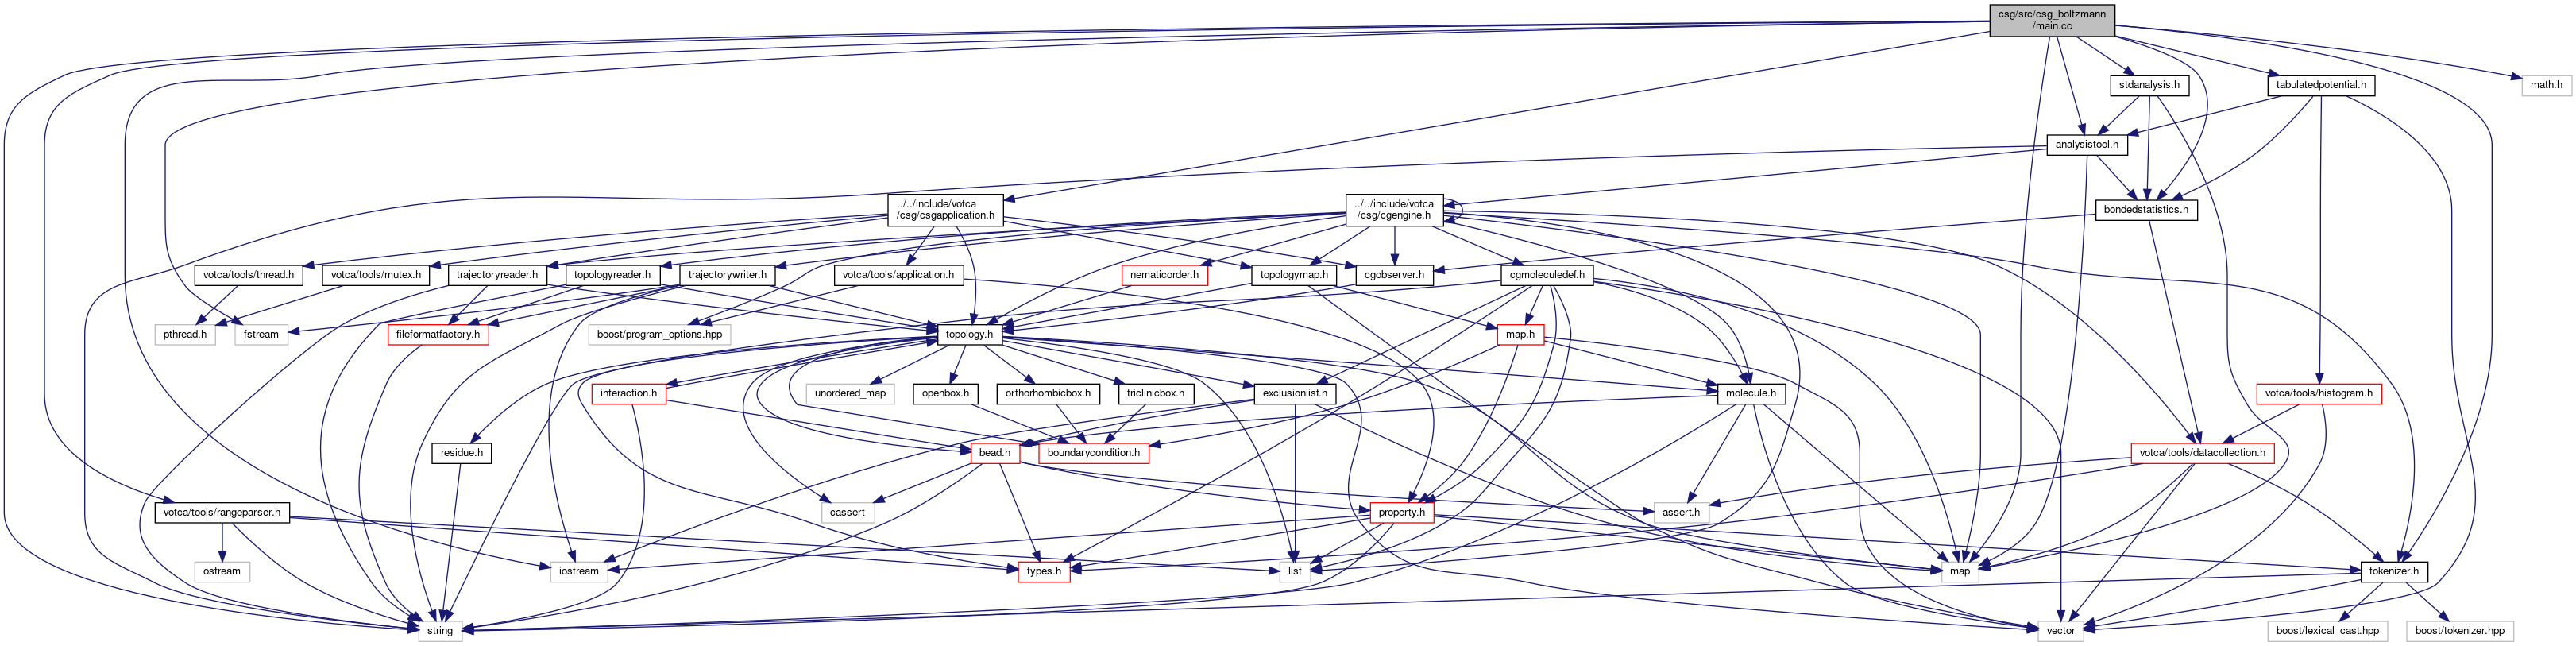 csg/src/csg_boltzmann
/main.cc
stdanalysis.h
tabulatedpotential.h
math.h
analysistool.h
../../include/votca
/csg/csgapplication.h
../../include/votca
/csg/cgengine.h
bondedstatistics.h
votca/tools/thread.h
votca/tools/mutex.h
trajectoryreader.h
topologyreader.h
trajectorywriter.h
votca/tools/application.h
nematicorder.h
topologymap.h
cgobserver.h
cgmoleculedef.h
pthread.h
fstream
fileformatfactory.h
boost/program_options.hpp
topology.h
map.h
interaction.h
unordered_map
openbox.h
orthorhombicbox.h
triclinicbox.h
exclusionlist.h
molecule.h
votca/tools/histogram.h
residue.h
bead.h
boundarycondition.h
votca/tools/datacollection.h
votca/tools/rangeparser.h
cassert
property.h
assert.h
ostream
iostream
types.h
list
map
tokenizer.h
string
vector
boost/lexical_cast.hpp
boost/tokenizer.hpp